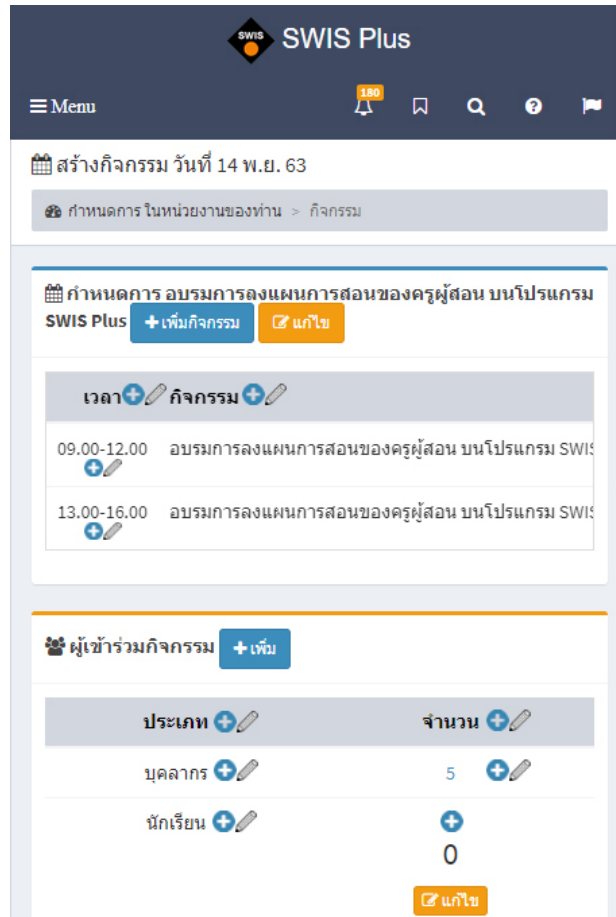 SWIS
SWIS Plus
Menu
180
สร้างกิจกรรม วันที่ 14 พ.ย. 63
กำหนดการ ในหน่วยงานของท่าน > กิจกรรม
กำหนดการ อบรมการลงแผนการสอนของครูผู้สอน บนโปรแกรม
SWIS Plus +เพิ่มกิจกรรม แก้ไข
เวลา กิจกรรม
09.00-12.00 อบรมการลงแผนการสอนของครูผู้สอน บนโปรแกรม SWIS
13.00-16.00 อบรมการลงแผนการสอนของครูผู้สอน บนโปรแกรม SWIS
ผู้เข้าร่วมกิจกรรม +เพิ่ม
ประเภท จำนวน
บุคลากร 5
นักเรียน
0
แก้ไข